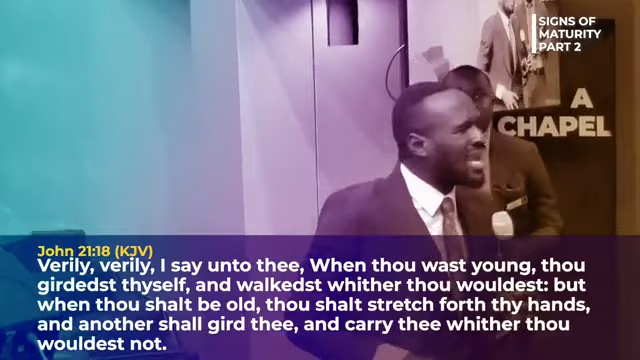 SIGNS OF
MATURITY
PART 2
A
CHAPEL
John 21:18 (KJV)
Verily, verily, I say unto thee, When thou wast young, thou
girdedst thyself, and walkedst whither thou wouldest: but
when thou shalt be old, thou shalt stretch forth thy hands,
and another shall gird thee, and carry thee whither thou
wouldest not.